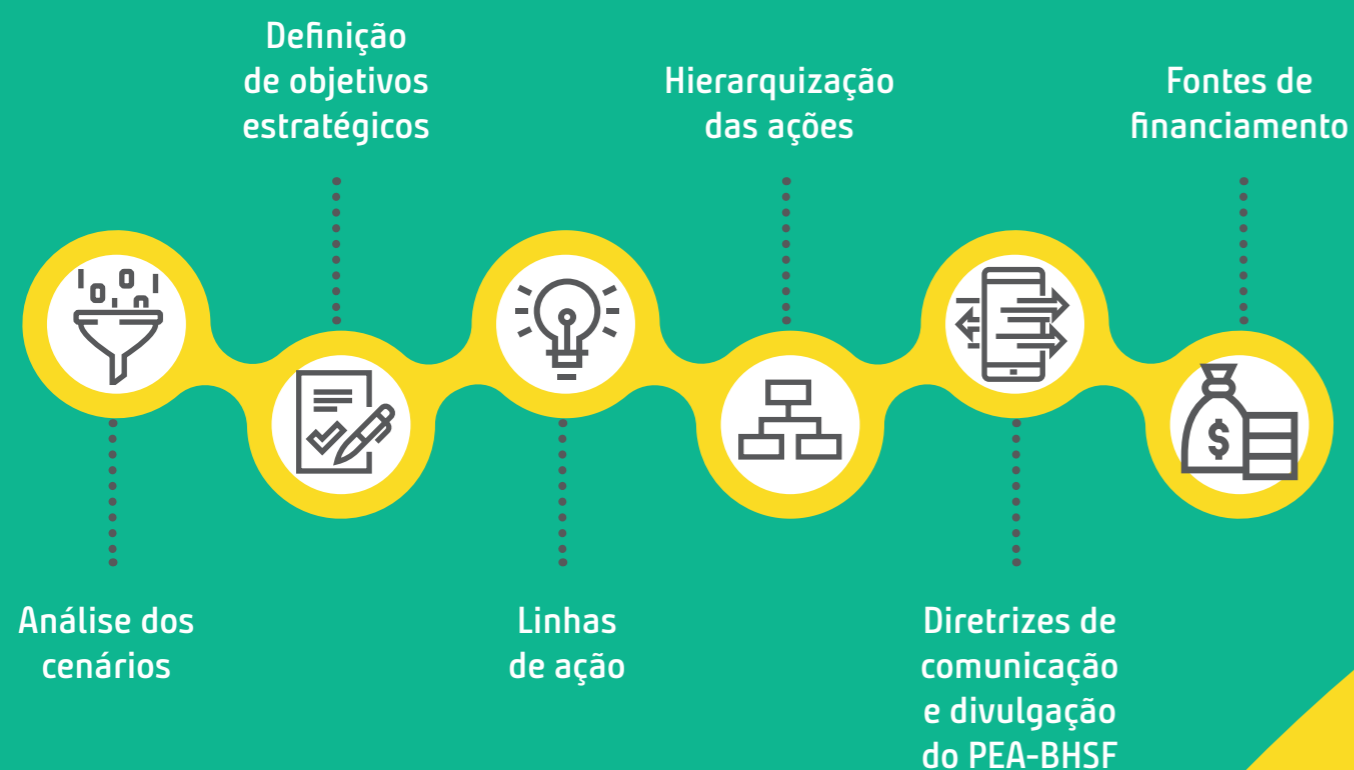 Definição
de objetivos
estratégicos
Hierarquização
das ações
Fontes de
financiamento
Análise dos
cenários
Linhas
de ação
Diretrizes de
comunicação
e divulgação
do PEA-BHSF